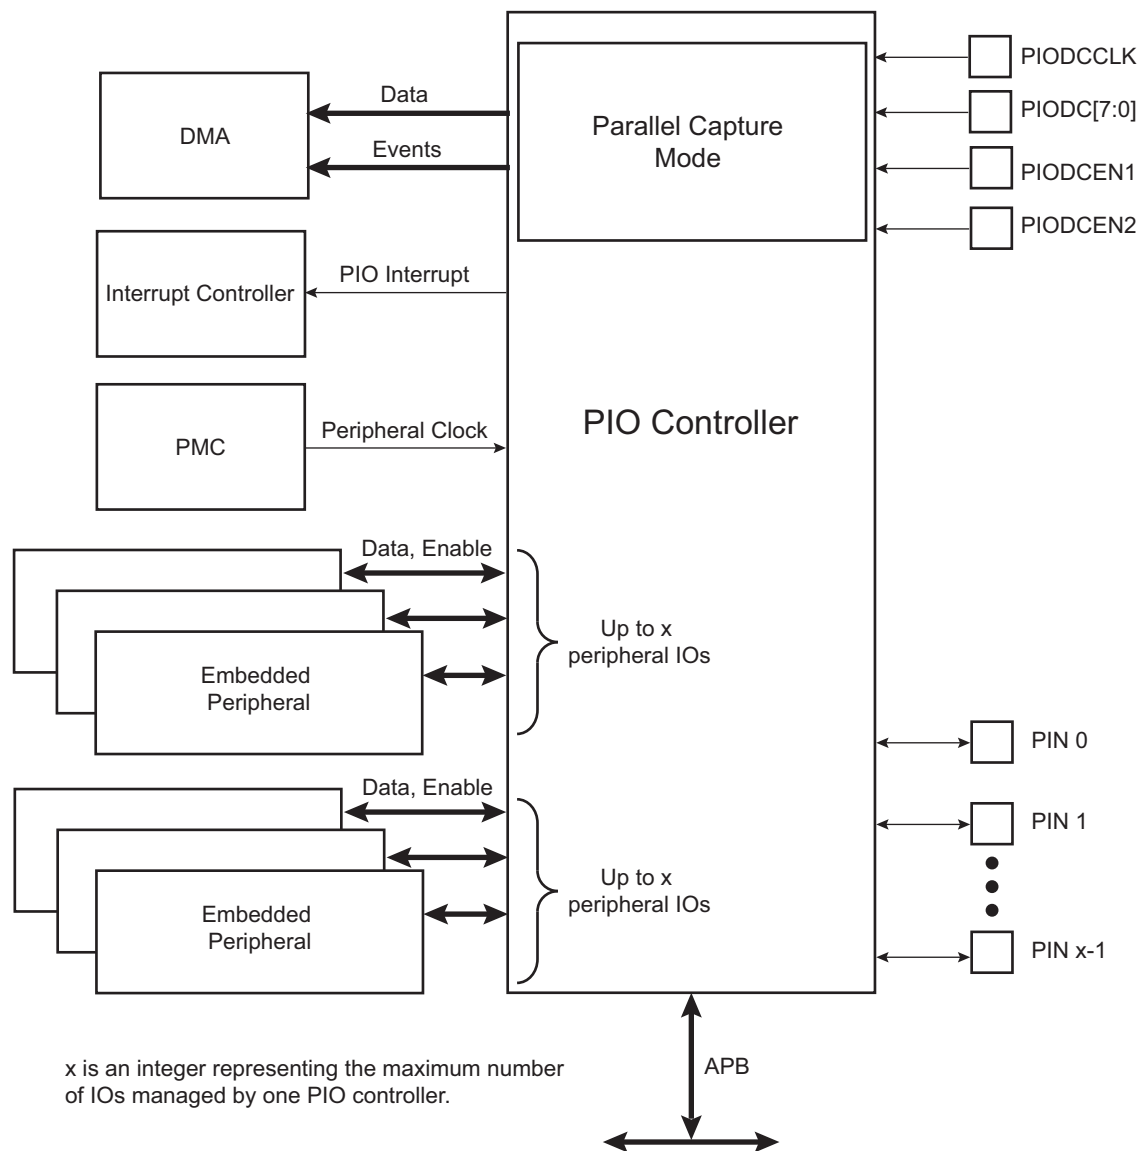 PIODCCLK
Data
DMA
PIODC[7:0]
Parallel Capture
Mode
Events
PIODCEN1
PIODCEN2
PIO Interrupt
Interrupt Controller
PIO Controller
Peripheral Clock
PMC
Data, Enable
Up to x
peripheral IOs
Embedded
Peripheral
PIN 0
Data, Enable
PIN 1
Up to x
peripheral IOs
Embedded
Peripheral
PIN x-1
APB
x is an integer representing the maximum number
of IOs managed by one PIO controller.